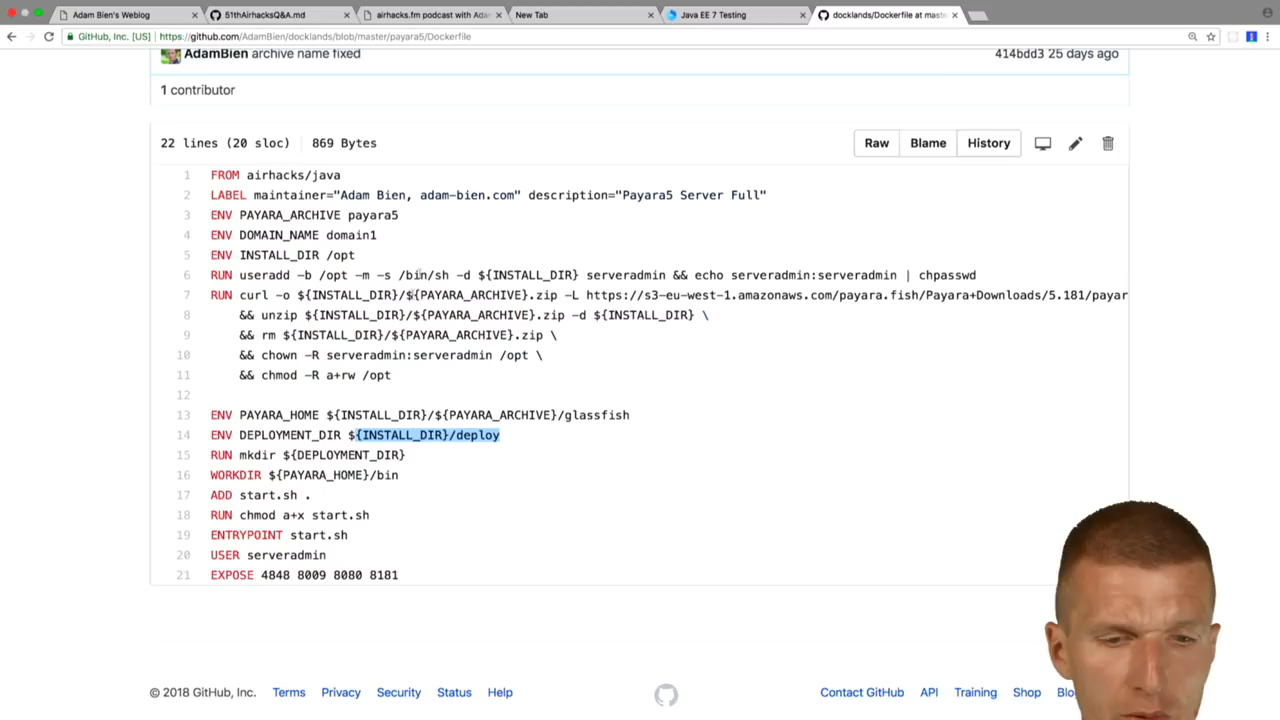 Adam Bien's Weblog
51thAirhacksQ&A.md
airhacks.fm podcast with Adam
New Tab
Java EE 7 Testing
docklands/Dockerfile at maste
GitHub, Inc. [US] https://github.com/AdamBien/docklands/blob/master/payara5/Dockerfile
AdamBien archive name fixed 414bdd3 25 days ago
1 contributor
22 lines (20 sloc) 869 Bytes Raw Blame History
1 FROM airhacks/java
2 LABEL maintainer="Adam Bien, adam-bien.com" description="Payara5 Server Full"
3 ENV PAYARA_ARCHIVE payara5
4 ENV DOMAIN_NAME domain1
5 ENV INSTALL_DIR /opt
6 RUN useradd -b /opt -m -s /bin/sh -d ${INSTALL_DIR} serveradmin && echo serveradmin:serveradmin | chpasswd
7 RUN curl -o ${INSTALL_DIR}/${PAYARA_ARCHIVE}.zip -L https://s3-eu-west-1.amazonaws.com/payara.fish/Payara+Downloads/5.181/payar
8 && unzip ${INSTALL_DIR}/${PAYARA_ARCHIVE}.zip -d ${INSTALL_DIR} \
9 && rm ${INSTALL_DIR}/${PAYARA_ARCHIVE}.zip \
10 && chown -R serveradmin:serveradmin /opt \
11 && chmod -R a+rw /opt
12
13 ENV PAYARA_HOME ${INSTALL_DIR}/${PAYARA_ARCHIVE}/glassfish
14 ENV DEPLOYMENT_DIR ${INSTALL_DIR}/deploy
15 RUN mkdir ${DEPLOYMENT_DIR}
16 WORKDIR ${PAYARA_HOME}/bin
17 ADD start.sh .
18 RUN chmod a+x start.sh
19 ENTRYPOINT start.sh
20 USER serveradmin
21 EXPOSE 4848 8009 8080 8181
© 2018 GitHub, Inc. Terms Privacy Security Status Help Contact GitHub API Training Shop Blo